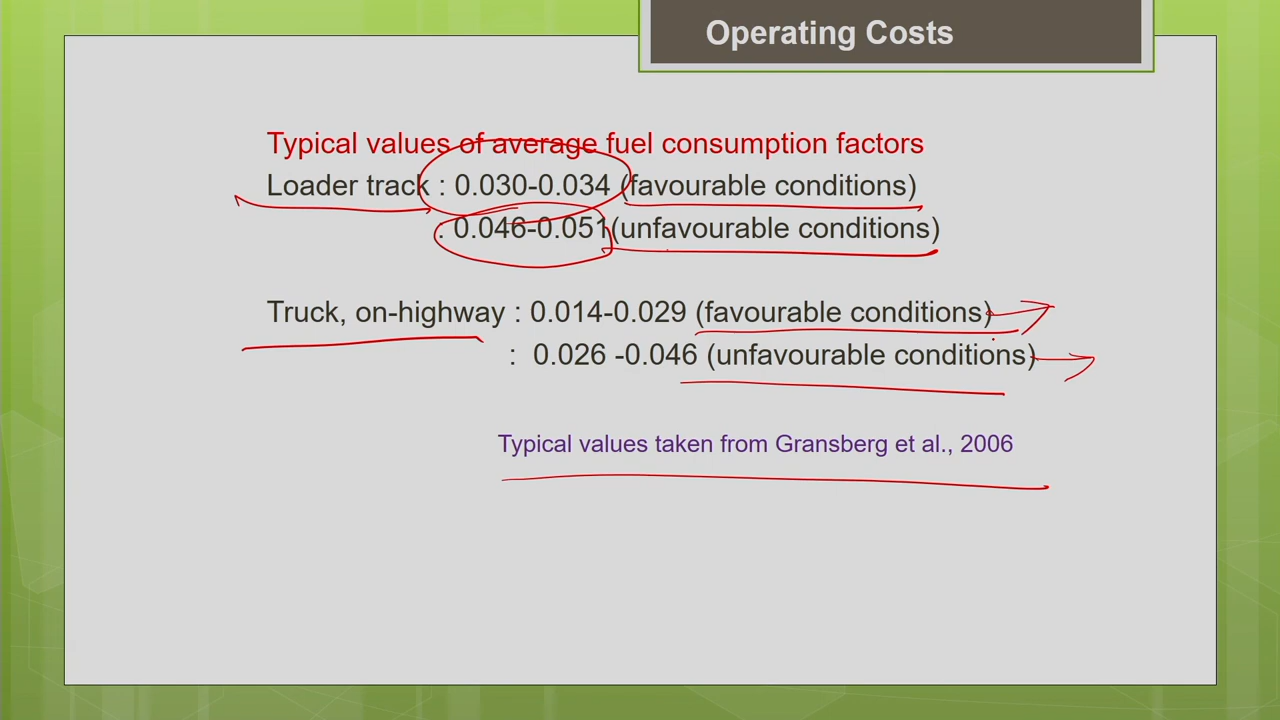 Operating Costs
Typical values of average fuel consumption factors
Loader track : 0.030-0.034 (favourable conditions)
: 0.046-0.051(unfavourable conditions)
Truck, on-highway : 0.014-0.029 (favourable conditions)
: 0.026 -0.046 (unfavourable conditions)
Typical values taken from Gransberg et al., 2006